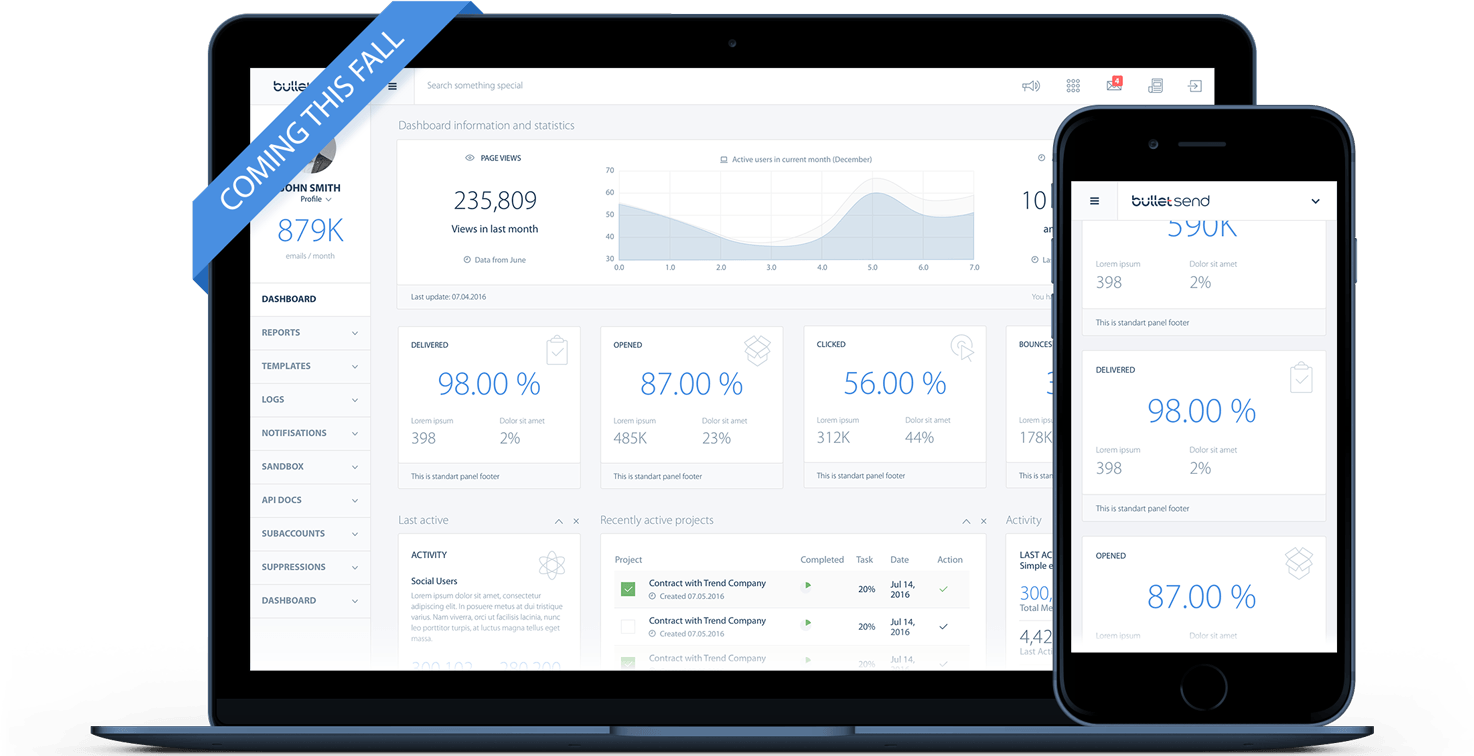 COMING THIS FALL
Search something special
4
JOHN SMITH
Profile
879K
emails / month
DASHBOARD
REPORTS
TEMPLATES
LOGS
NOTIFISATIONS
SANDBOX
API DOCS
SUBACCOUNTS
SUPPRESSIONS
DASHBOARD
Dashboard information and statistics
PAGE VIEWS
235,809
Views in last month
Data from June
Active users in current month (December)
70
60
50
40
30
0.0 1.0 2.0 3.0 4.0 5.0 6.0 7.0
10
Last update: 07.04.2016
DELIVERED
98.00 %
Lorem ipsum Dolor sit amet
398 2%
This is standart panel footer
OPENED
87.00 %
Lorem ipsum Dolor sit amet
485K 23%
This is standart panel footer
CLICKED
56.00 %
Lorem ipsum Dolor sit amet
312K 44%
This is standart panel footer
BOUNCES
Lorem ipsum
178K
This is standart
Last active
ACTIVITY
Social Users
Lorem ipsum dolor sit amet, consectetur
adipiscing elit. In posuere metus at dui tristique
varius. Nam viverra, orci ut facilisis lacinia, nunc
leo porttitor turpis, at luctus magna tellus eget
massa
Recently active projects
Project Completed Task Date Action
Contract with Trend Company
Created 07.05.2016
20%
Jul 14,
2016
Contract with Trend Company
Created 07.05.2016
20%
Jul 14,
2016
Contract with Trend Company
Created 07.05.2016
20%
Jul 14,
2016
Activity
LAST AC
Simple e
300,
Total Me
4,42
Last Acti
bulletsend
590K
Lorem ipsum Dolor sit amet
398 2%
This is standart panel footer
DELIVERED
98.00 %
Lorem ipsum Dolor sit amet
398 2%
This is standart panel footer
OPENED
87.00 %
Lorem ipsum Dolor sit amet